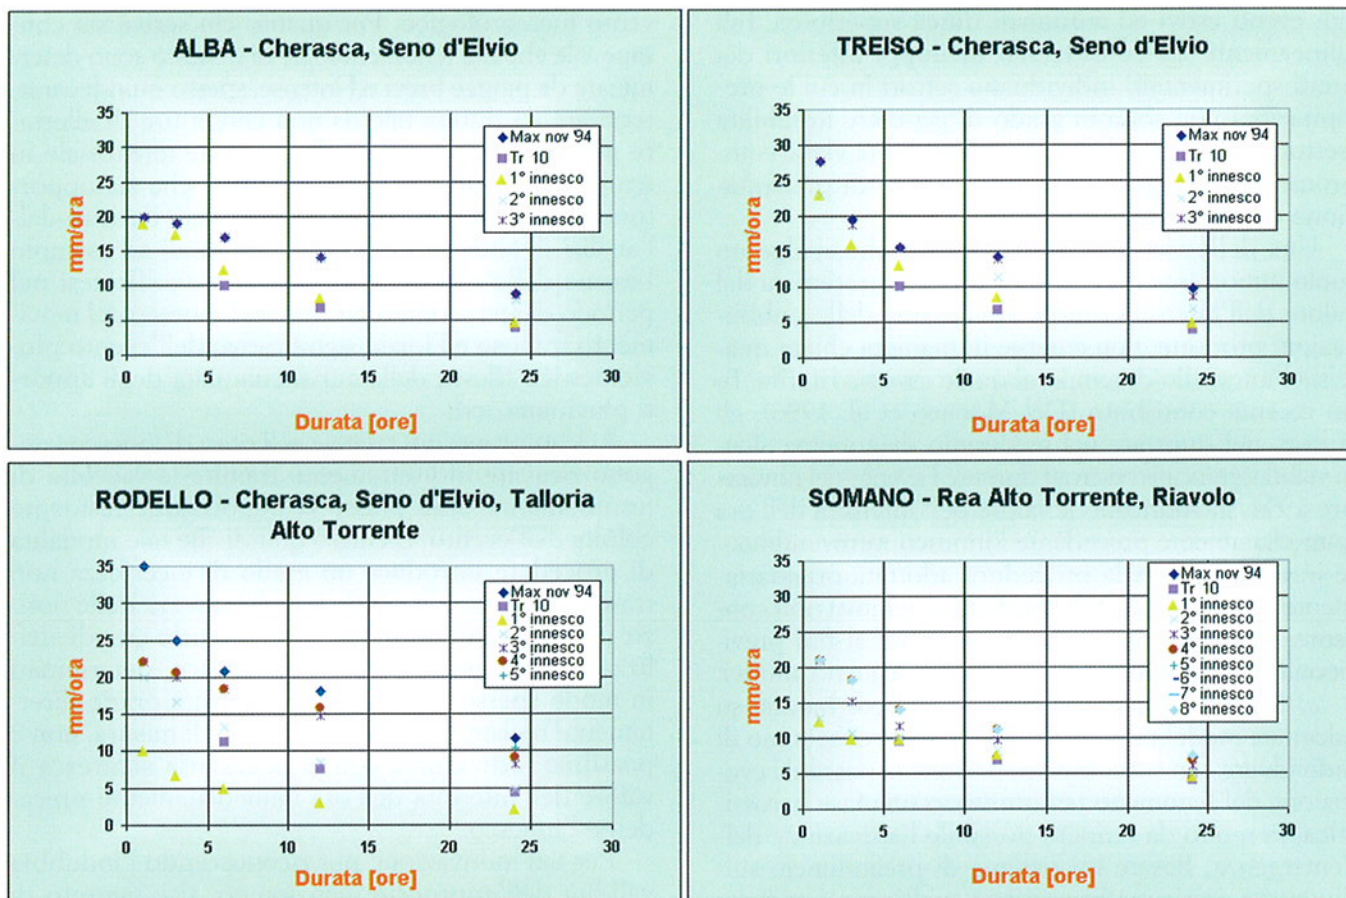 ALBA - Cherasca, Seno d'Elvio
35
30
25
20
15
10
5
0
mm/ora
Max nov '94
Tr 10
1° innesco
2° innesco
3° innesco
0 5 10 15 20 25 30
Durata [ore]
TREISO - Cherasca, Seno d'Elvio
35
30
25
20
15
10
5
0
mm/ora
Max nov '94
Tr 10
1° innesco
2° innesco
3° innesco
0 5 10 15 20 25 30
Durata [ore]
RODELLO - Cherasca, Seno d'Elvio, Talloria
Alto Torrente
35
30
25
20
15
10
5
0
mm/ora
Max nov '94
Tr 10
1° innesco
2° innesco
3° innesco
4° innesco
5° innesco
0 5 10 15 20 25 30
Durata [ore]
SOMANO - Rea Alto Torrente, Riavolo
35
30
25
20
15
10
5
0
mm/ora
Max nov '94
Tr 10
1° innesco
2° innesco
3° innesco
4° innesco
5° innesco
6° innesco
7° innesco
8° innesco
0 5 10 15 20 25 30
Durata [ore]